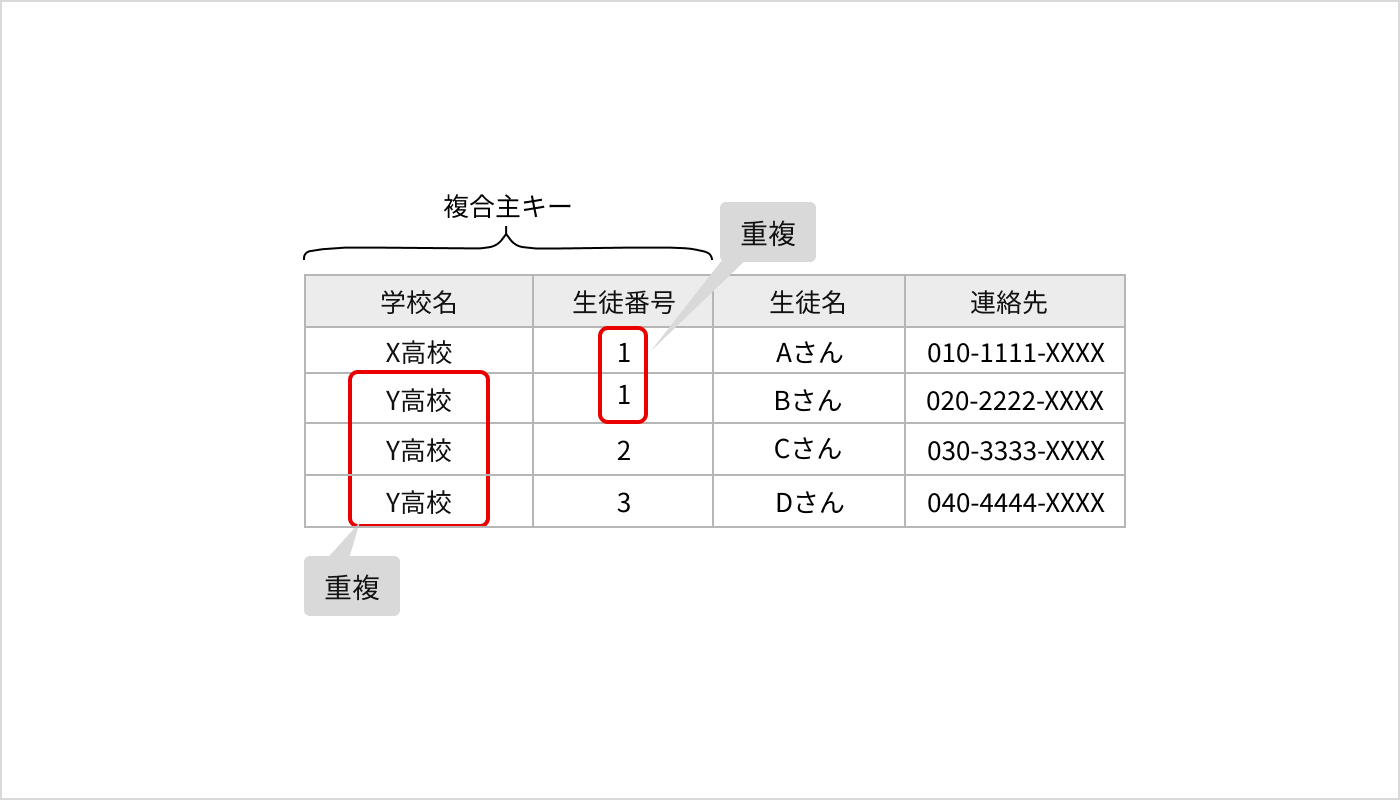 複合主キー
重複
学校名 生徒番号 生徒名 連絡先
X高校 1 Aさん 010-1111-XXXX
Y高校 1 Bさん 020-2222-XXXX
Y高校 2 Cさん 030-3333-XXXX
Y高校 3 Dさん 040-4444-XXXX
重複